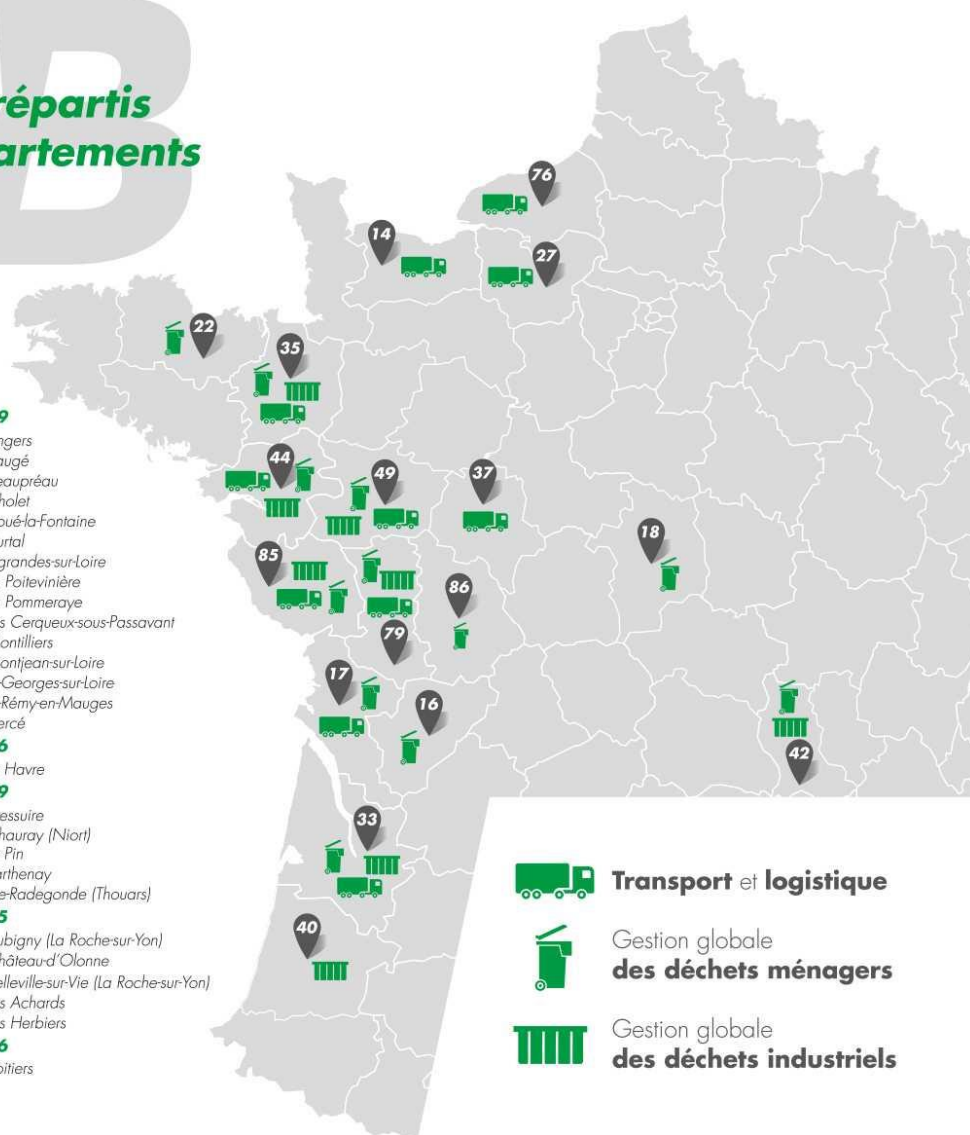 B
répartis
artements
76
14
27
22
35
44
49
37
18
85
86
79
17
16
42
33
40
9
ngers
augé
eaupréau
holet
oué-la-Fontaine
urtal
grandes-sur-Loire
Poitevinière
Pommeraye
s Cerqueux-sous-Passavant
ontilliers
ontjean-sur-Loire
-Georges-sur-Loire
-Rémy-en-Mauges
ercé
6
Havre
9
essuire
hauray (Niort)
Pin
arthenay
e-Radegonde (Thouars)
5
ubigny (La Roche-sur-Yon)
hâteau-d'Olonne
elleville-sur-Vie (La Roche-sur-Yon)
s Achards
s Herbiers
6
oitiers
Transport et logistique
Gestion globale
des déchets ménagers
Gestion globale
des déchets industriels